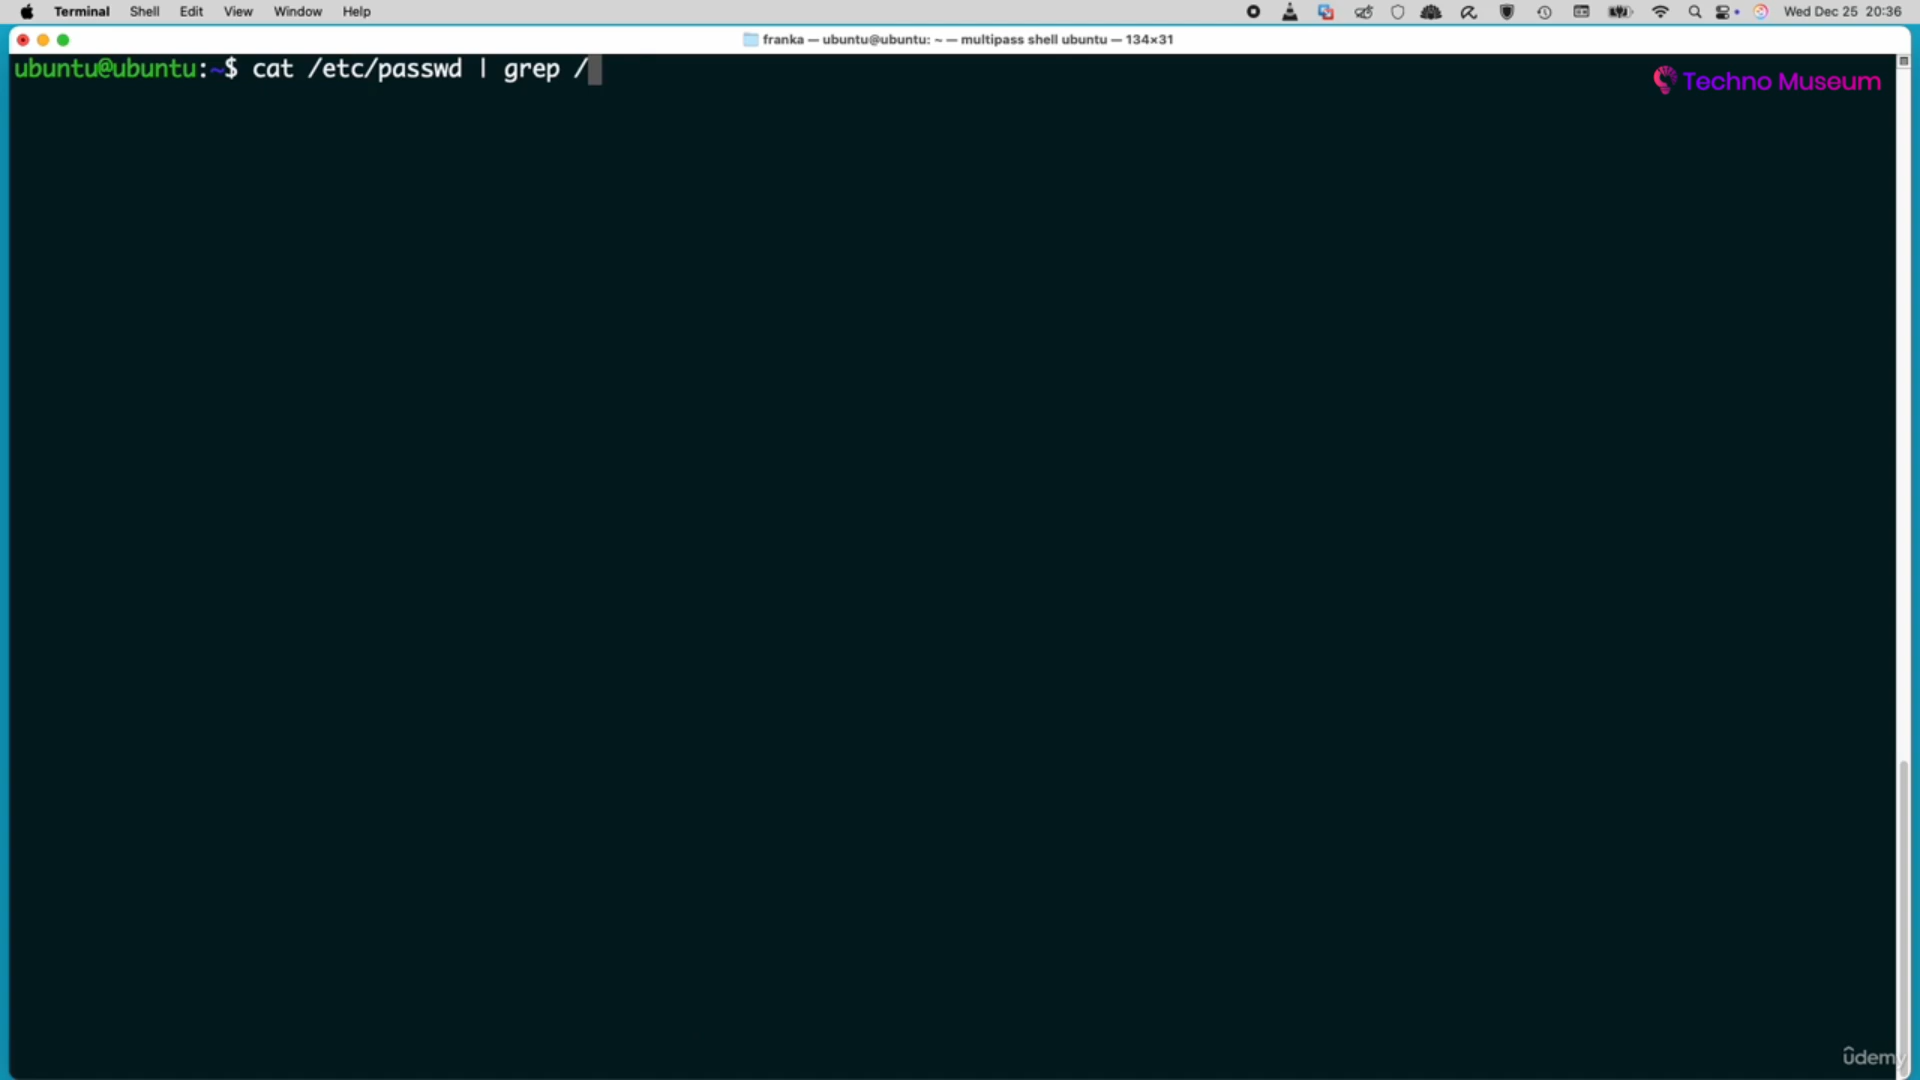 Terminal Shell Edit View Window Help Wed Dec 25 20:36
franka — ubuntu@ubuntu: ~ — multipass shell ubuntu — 134×31
ubuntu@ubuntu:~$ cat /etc/passwd | grep /
Techno Museum
ûdemy